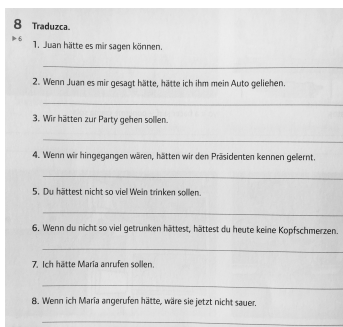 8 Traduzca.
▶6
1. Juan hätte es mir sagen können.
2. Wenn Juan es mir gesagt hätte, hätte ich ihm mein Auto geliehen.
3. Wir hätten zur Party gehen sollen.
4. Wenn wir hingegangen wären, hätten wir den Präsidenten kennen gelernt.
5. Du hättest nicht so viel Wein trinken sollen.
6. Wenn du nicht so viel getrunken hättest, hättest du heute keine Kopfschmerzen.
7. Ich hätte María anrufen sollen.
8. Wenn ich María angerufen hätte, wäre sie jetzt nicht sauer.